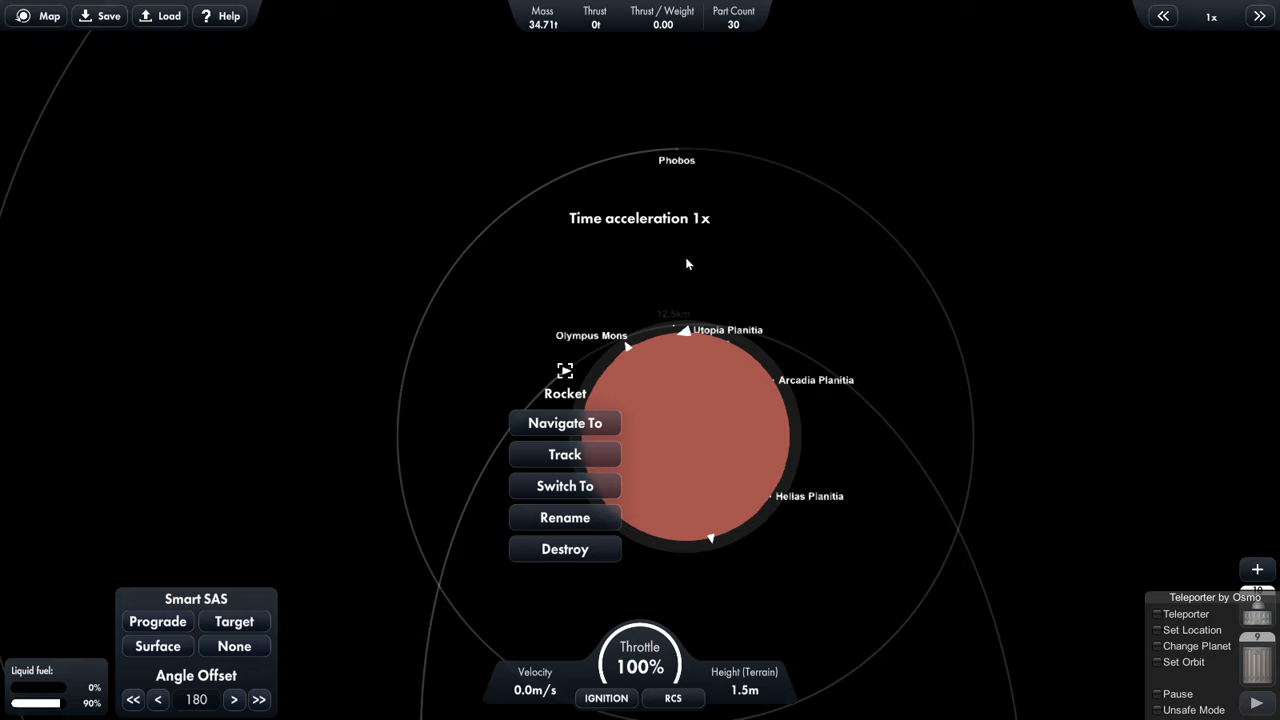 Map
Save
Load
Help
Mass
34.71t
Thrust
0t
Thrust / Weight
0.00
Part Count
30
1x
Phobos
Time acceleration 1x
12.5km
Olympus Mons
Utopia Planitia
Arcadia Planitia
Rocket
Navigate To
Track
Switch To
Rename
Destroy
Hellas Planitia
Smart SAS
Prograde
Target
Surface
None
Angle Offset
<< < 180 > >>
Liquid fuel:
0%
90%
Throttle
100%
Velocity
0.0m/s
Height (Terrain)
1.5m
IGNITION
RCS
+
Teleporter by Osmo
Teleporter
Set Location
Change Planet
Set Orbit
Pause
Unsafe Mode
9